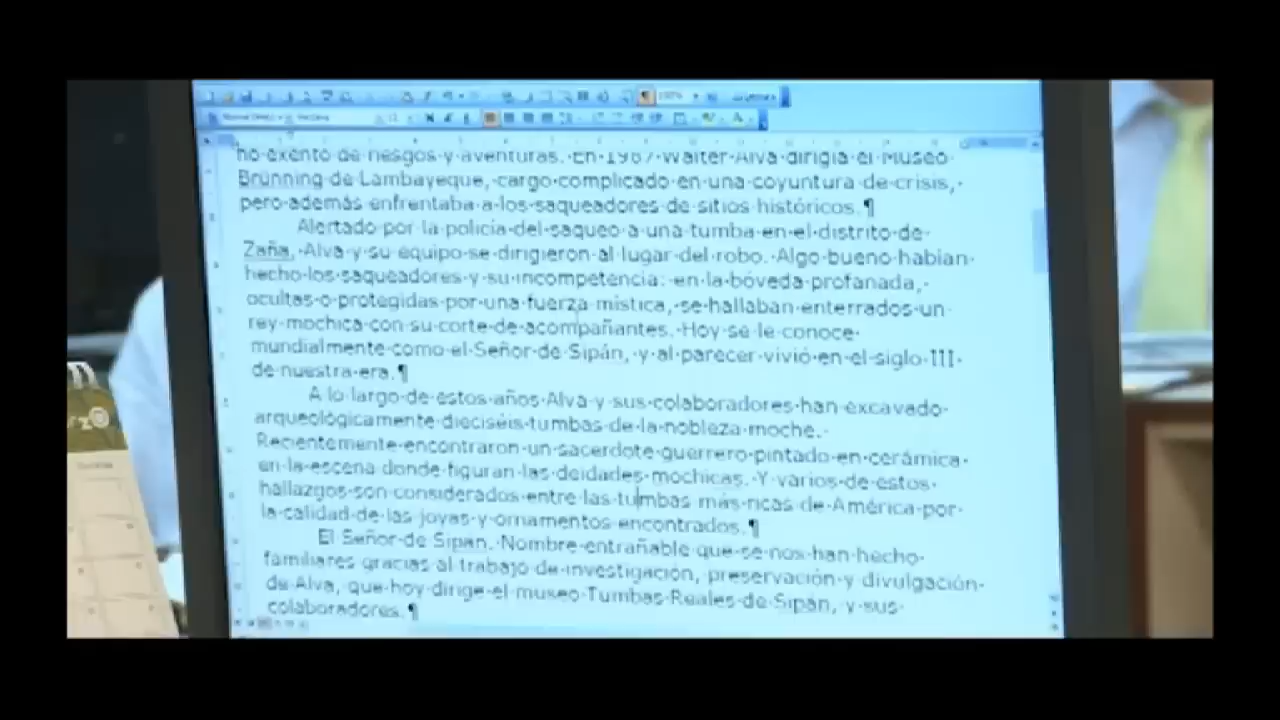 no exento de riesgos y aventuras. En 1987 Walter Alva dirigía el Museo
Brünning de Lambayeque, cargo complicado en una coyuntura de crisis,
pero además enfrentaba a los saqueadores de sitios históricos.¶
Alertado por la policía del saqueo a una tumba en el distrito de
Zaña, Alva y su equipo se dirigieron al lugar del robo. Algo bueno habían
hecho los saqueadores y su incompetencia: en la bóveda profanada,
ocultas o protegidas por una fuerza mística, se hallaban enterrados un
rey mochica con su corte de acompañantes. Hoy se le conoce
mundialmente como el Señor de Sipán, y al parecer vivió en el siglo III
de nuestra era.¶
A lo largo de estos años Alva y sus colaboradores han excavado
arqueológicamente dieciséis tumbas de la nobleza moche.
Recientemente encontraron un sacerdote guerrero pintado en cerámica
en la escena donde figuran las deidades mochicas. Y varios de estos
hallazgos son considerados entre las tumbas más ricas de América por
la calidad de las joyas y ornamentos encontrados.¶
El Señor de Sipán. Nombre entrañable que se nos han hecho
familiares gracias al trabajo de investigación, preservación y divulgación
de Alva, que hoy dirige el museo Tumbas Reales de Sipán, y sus
colaboradores.¶